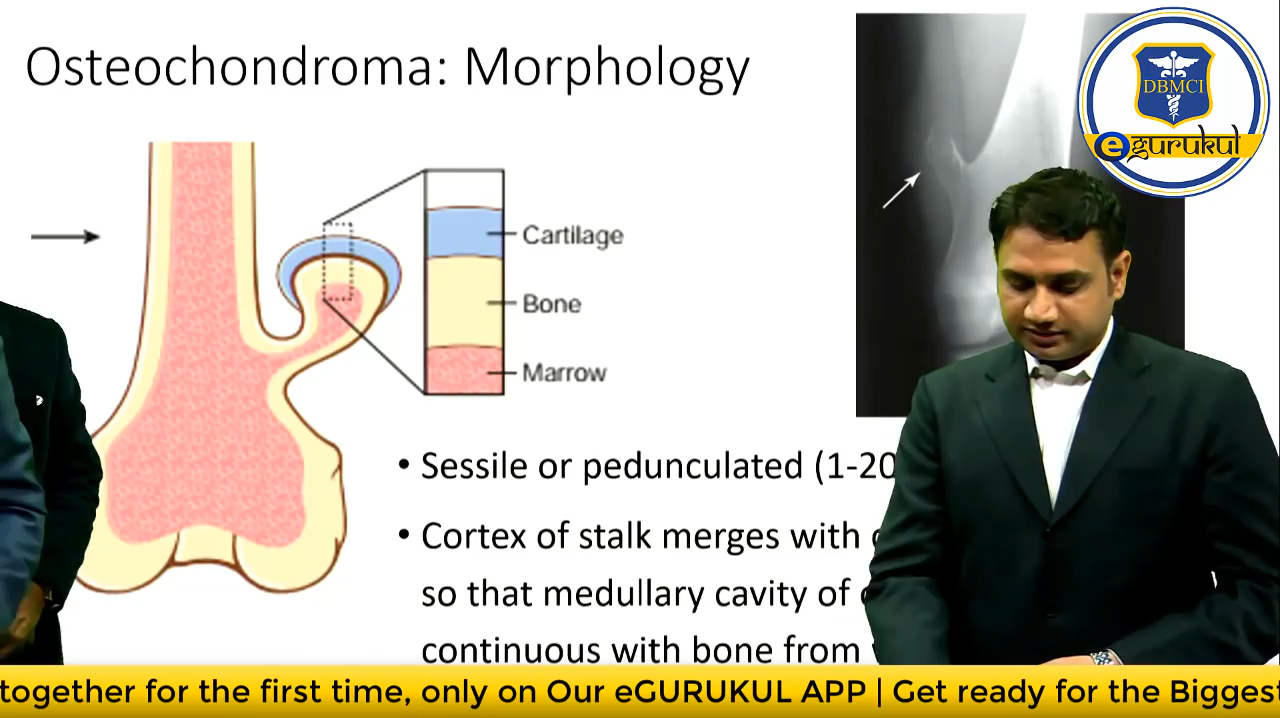 Osteochondroma: Morphology
DBMCI
egurukul
Cartilage
Bone
Marrow
• Sessile or pedunculated (1-20
• Cortex of stalk merges with
so that medullary cavity of
continuous with bone from
together for the first time, only on Our eGURUKUL APP | Get ready for the Biggest